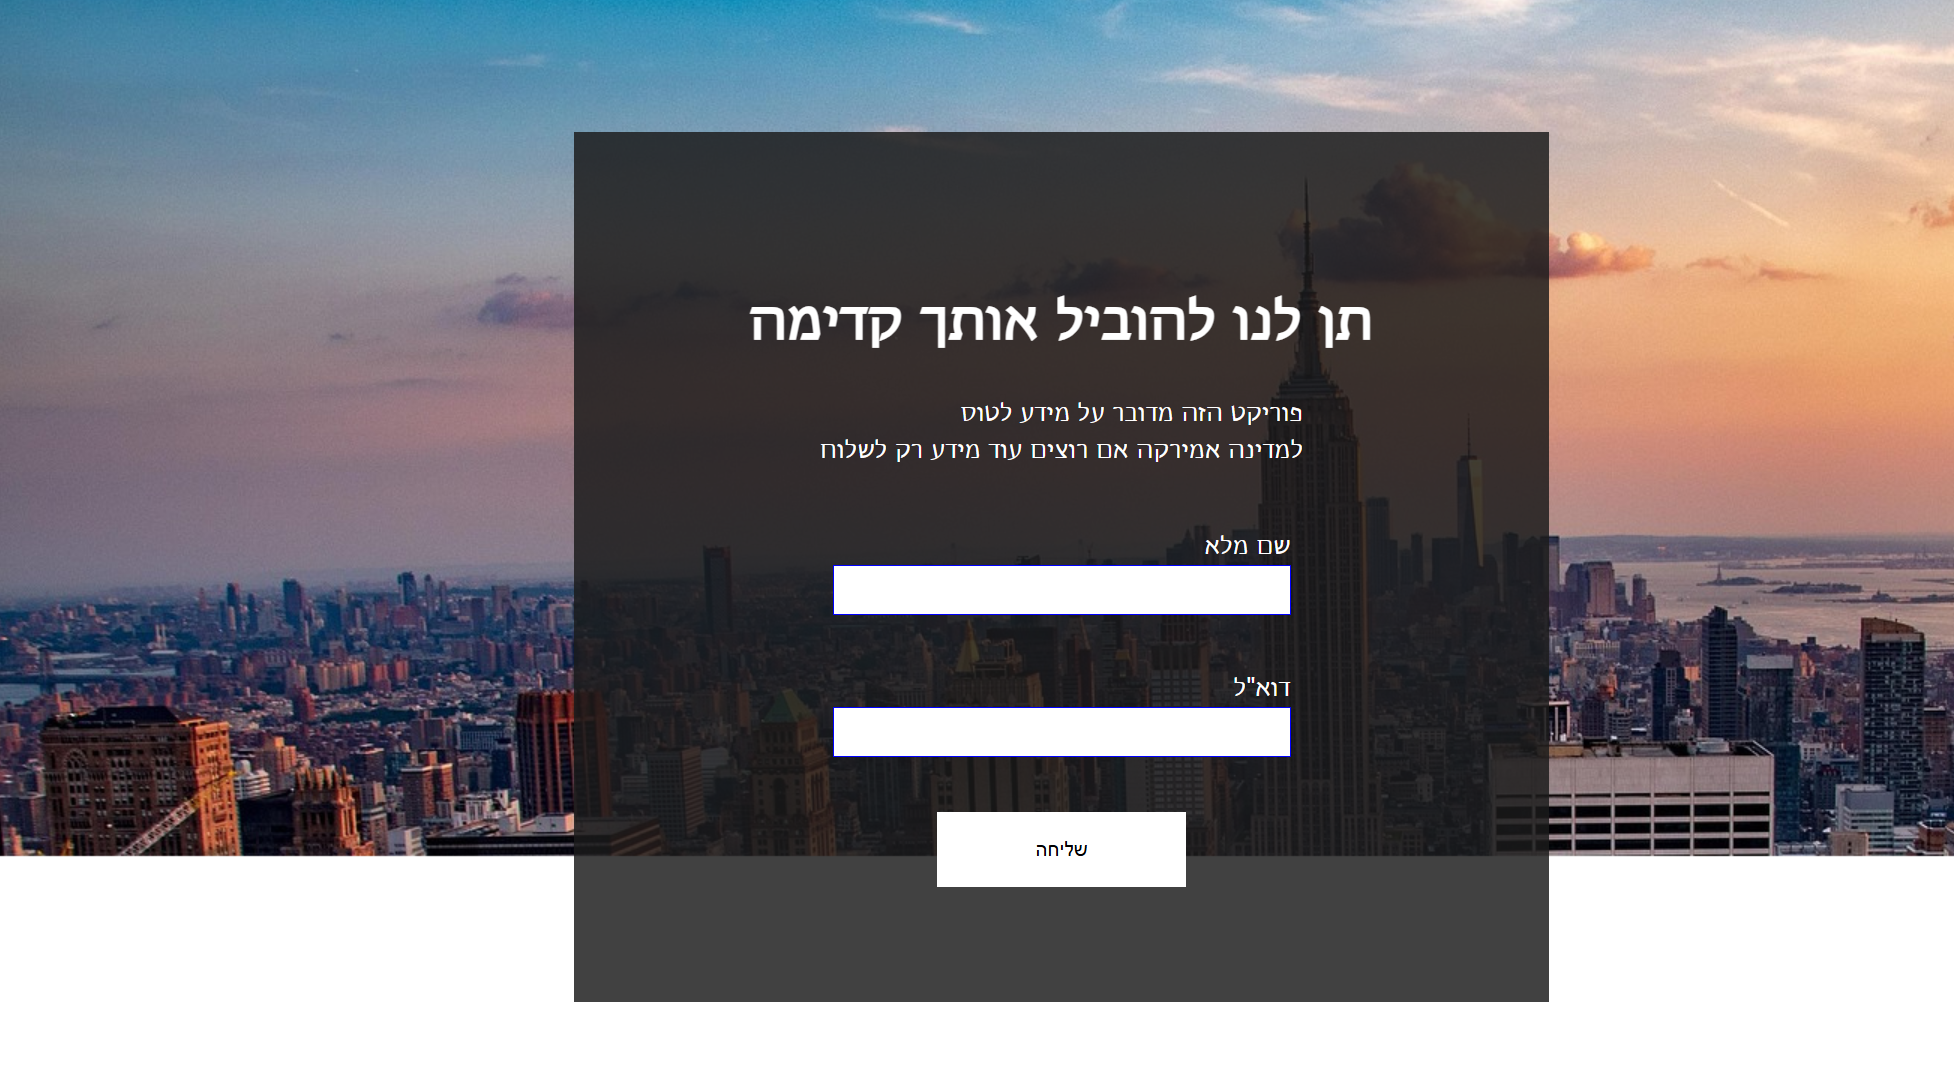 תן לנו להוביל אותך קדימה
פוריקט הזה מדובר על מידע לטוס
למדינה אמירקה אם רוצים עוד מידע רק לשלוח
שם מלא
דוא"ל
שליחה